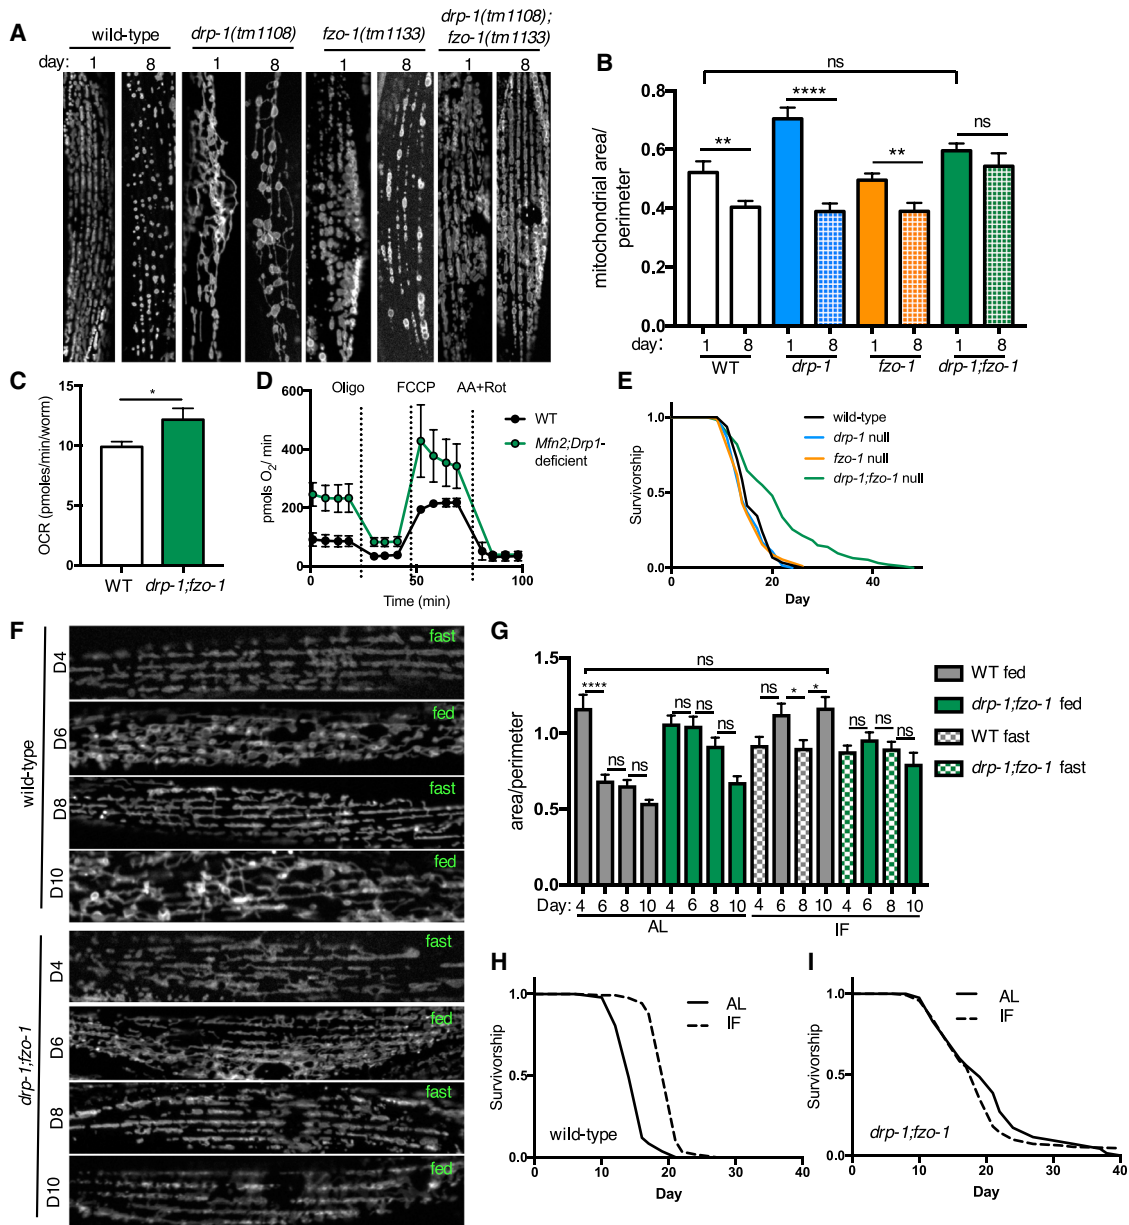 A
wild-type drp-1(tm1108) fzo-1(tm1133) drp-1(tm1108);
fzo-1(tm1133)
day: 1 8 1 8 1 8 1 8
B
ns
**
****
**
ns
0.8
0.6
0.4
0.2
0.0
mitochondrial area/
perimeter
day: 1 8 1 8 1 8 1 8
WT drp-1 fzo-1 drp-1;fzo-1
C
*
15
10
5
0
OCR (pmoles/min/worm)
WT drp-1;fzo-1
D
Oligo FCCP AA+Rot
600
400
200
0
pmols O2/ min
0 50 100
Time (min)
WT
Mfn2;Drp1-
deficient
E
1.0
0.5
0.0
Survivorship
0 20 40
Day
wild-type
drp-1 null
fzo-1 null
drp-1;fzo-1 null
F
wild-type
D4 fast
D6 fed
D8 fast
D10 fed
drp-1;fzo-1
D4 fast
D6 fed
D8 fast
D10 fed
G
ns
**** ns ns ns ns ns ns * * ns ns ns
1.5
1.0
0.5
0.0
area/perimeter
Day: 4 6 8 10 4 6 8 10 4 6 8 10 4 6 8 10
AL IF
WT fed
drp-1;fzo-1 fed
WT fast
drp-1;fzo-1 fast
H
1.0
0.5
0.0
Survivorship
AL
IF
wild-type
0 20 40
Day
I
1.0
0.5
0.0
Survivorship
AL
IF
drp-1;fzo-1
0 20 40
Day